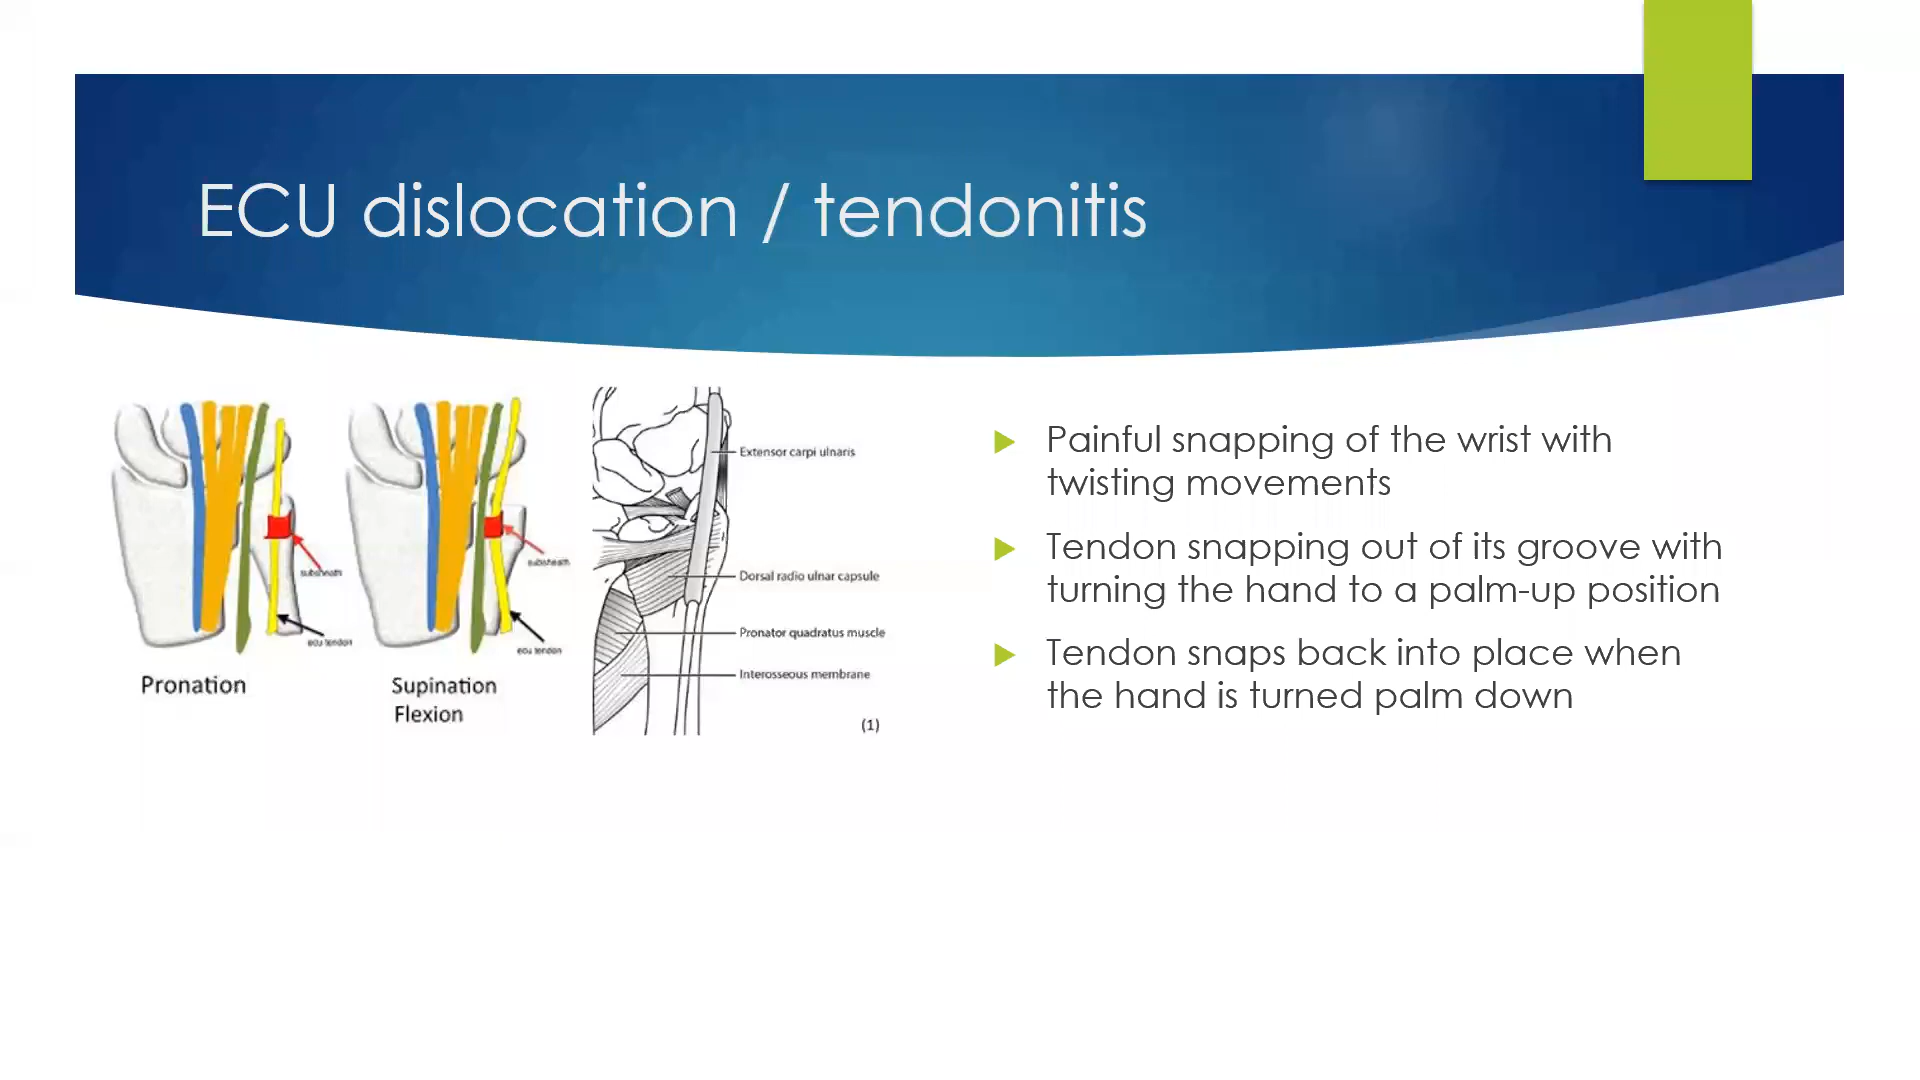 ECU dislocation / tendonitis
subsheath
ecu tendon
Pronation
subsheath
ecu tendon
Supination
Flexion
Extensor carpi ulnaris
Dorsal radio ulnar capsule
Pronator quadratus muscle
Interosseous membrane
(1)
Painful snapping of the wrist with
twisting movements
Tendon snapping out of its groove with
turning the hand to a palm-up position
Tendon snaps back into place when
the hand is turned palm down